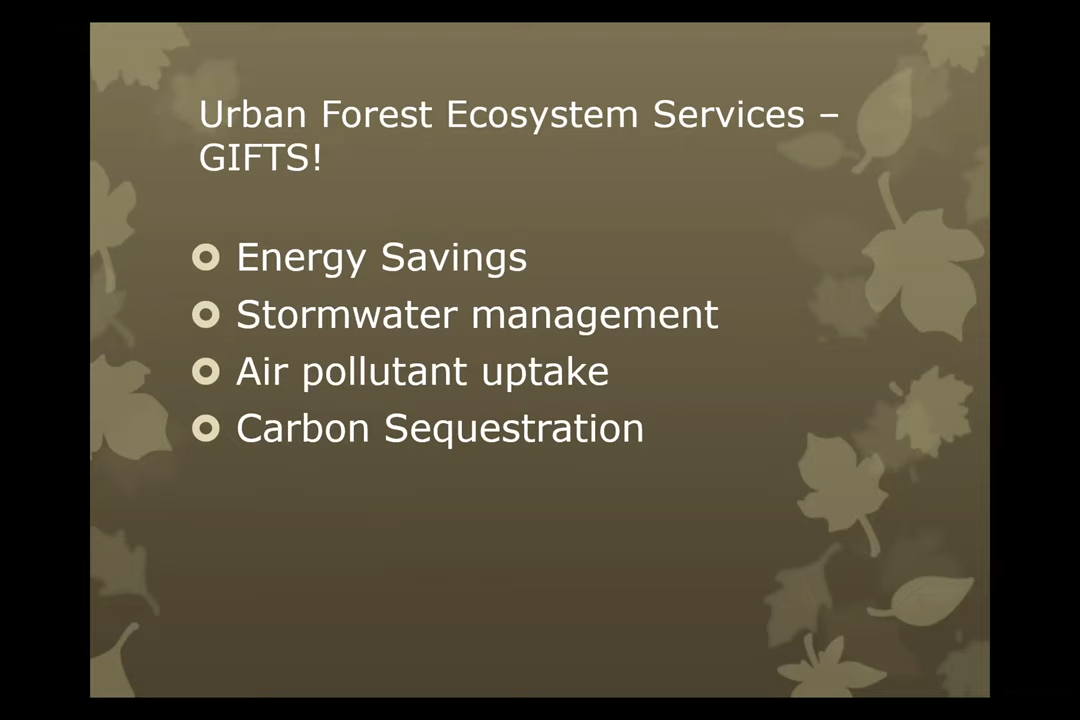 Urban Forest Ecosystem Services –
GIFTS!
Energy Savings
Stormwater management
Air pollutant uptake
Carbon Sequestration